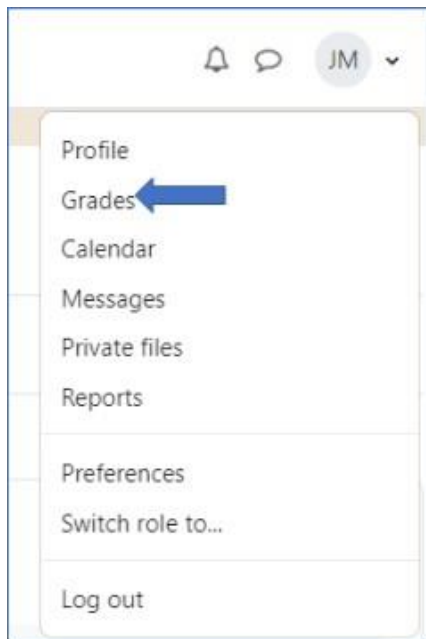 JM
Profile
Grades
Calendar
Messages
Private files
Reports
Preferences
Switch role to...
Log out